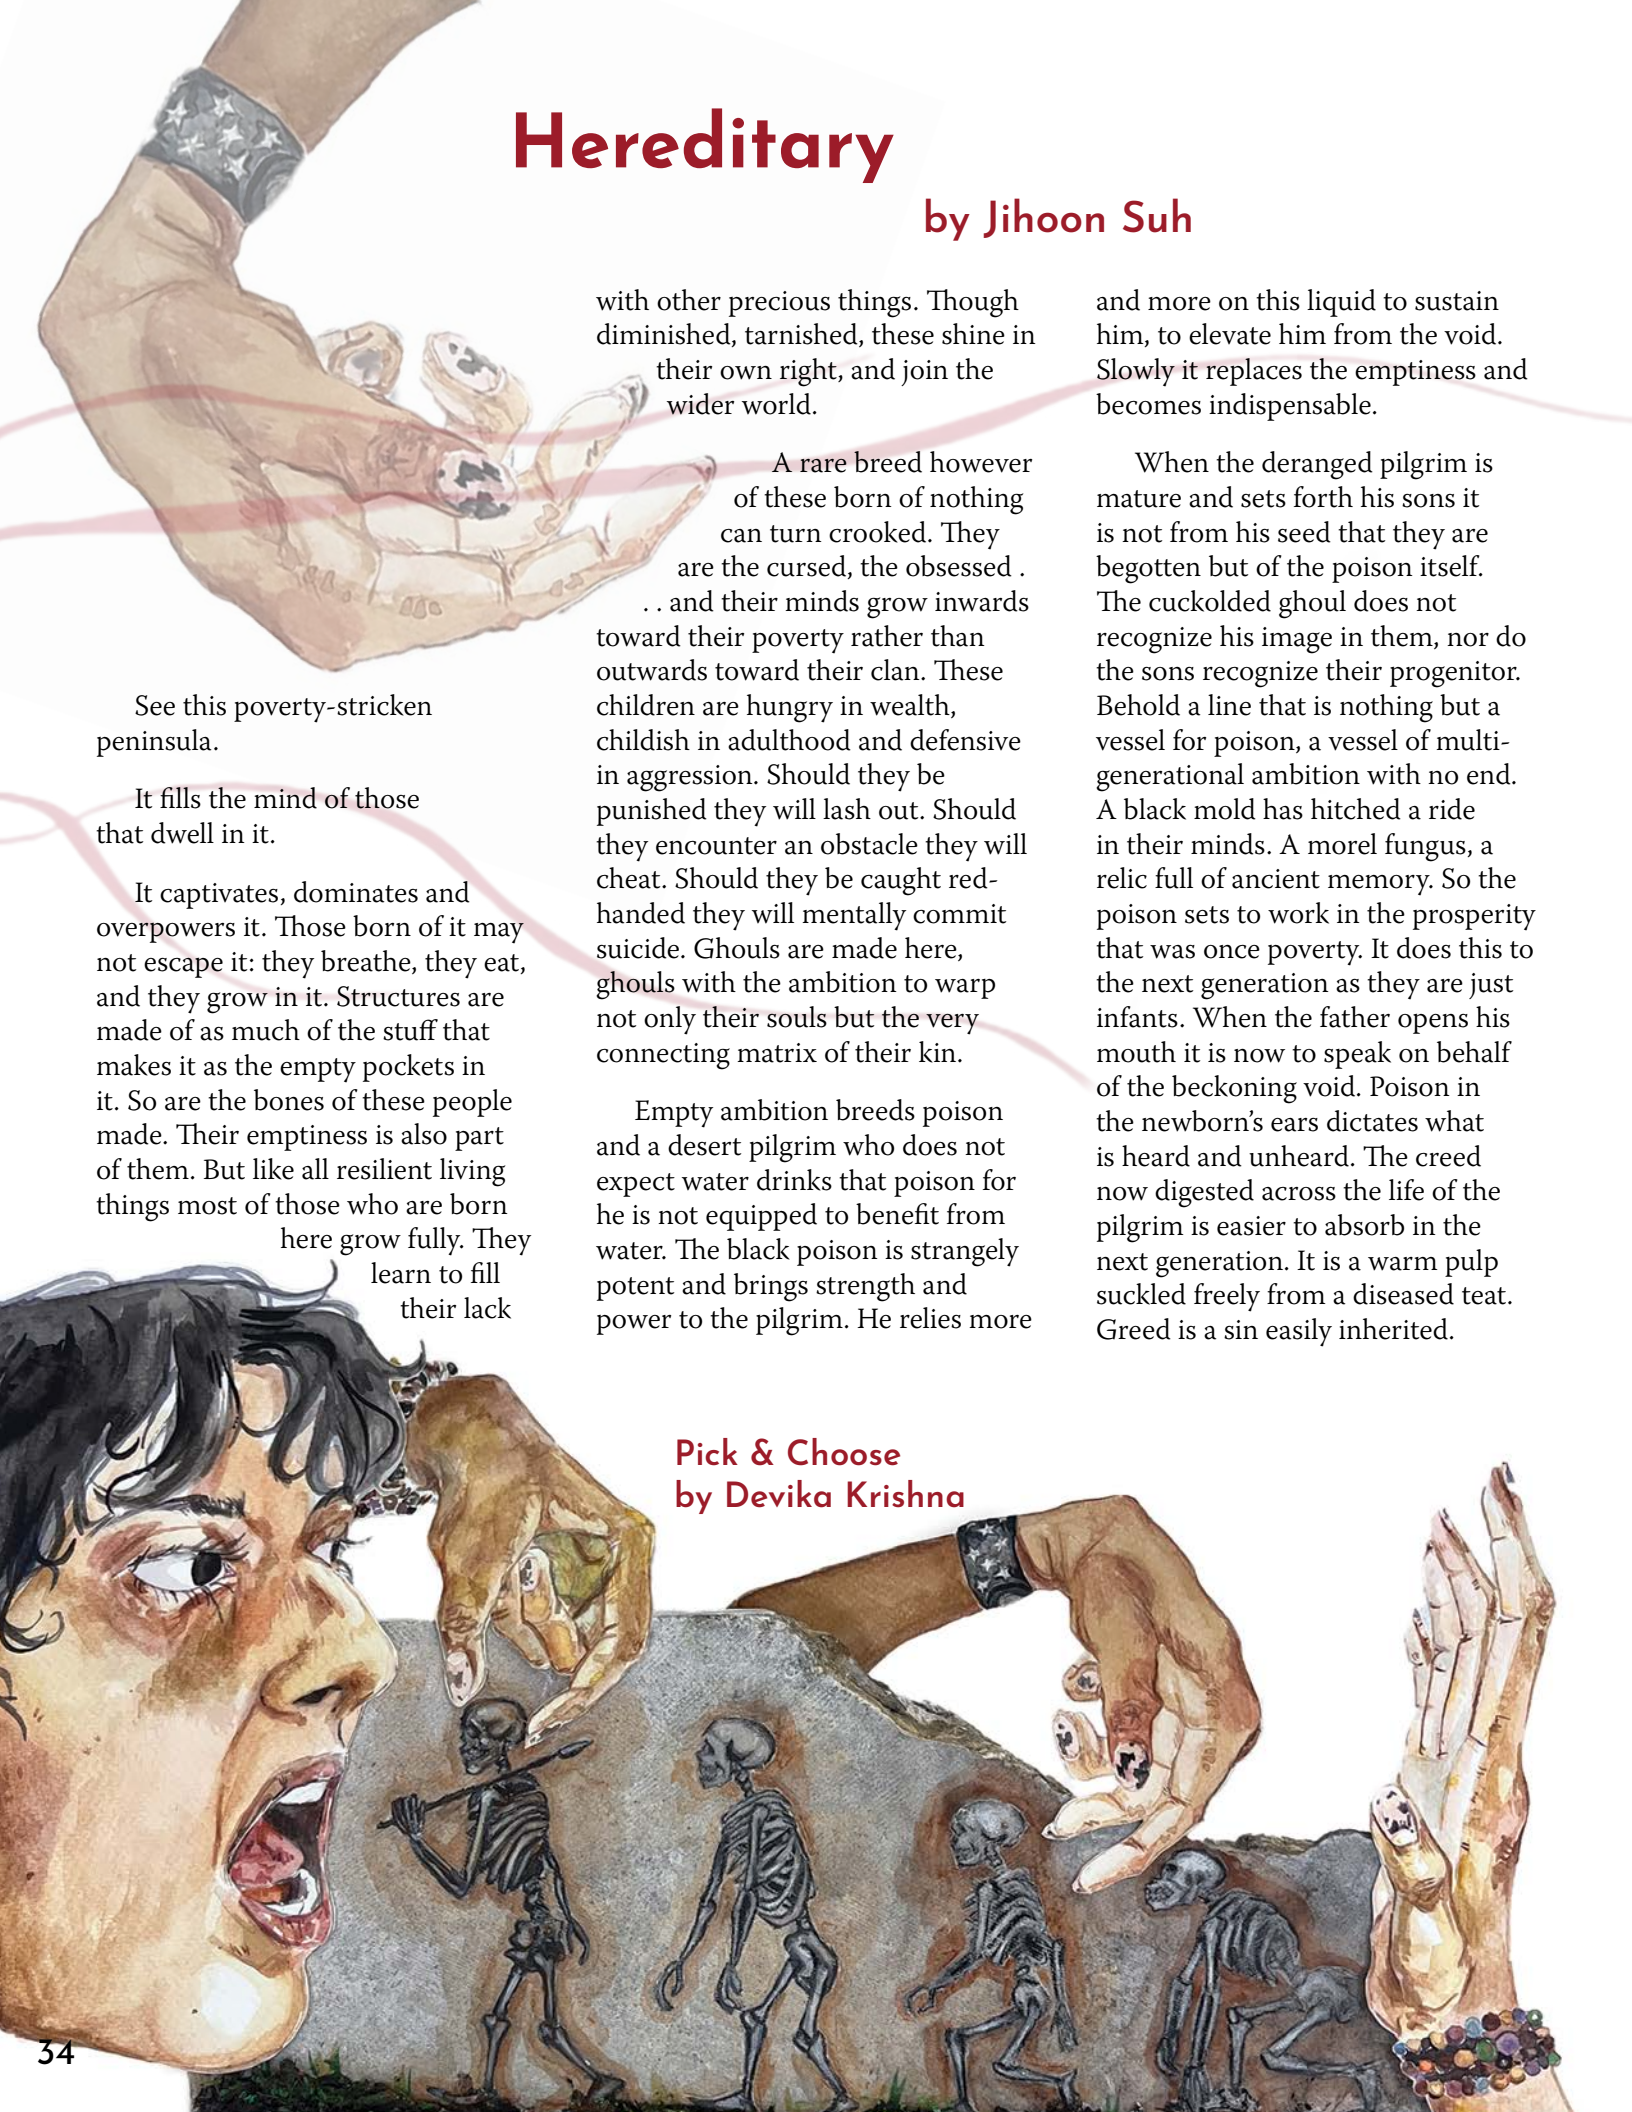 Hereditary
by Jihoon Suh
See this poverty-stricken
peninsula.
It fills the mind of those
that dwell in it.
It captivates, dominates and
overpowers it. Those born of it may
not escape it: they breathe, they eat,
and they grow in it. Structures are
made of as much of the stuff that
makes it as the empty pockets in
it. So are the bones of these people
made. Their emptiness is also part
of them. But like all resilient living
things most of those who are born
here grow fully. They
learn to fill
their lack
with other precious things. Though
diminished, tarnished, these shine in
their own right, and join the
wider world.
A rare breed however
of these born of nothing
can turn crooked. They
are the cursed, the obsessed .
. . and their minds grow inwards
toward their poverty rather than
outwards toward their clan. These
children are hungry in wealth,
childish in adulthood and defensive
in aggression. Should they be
punished they will lash out. Should
they encounter an obstacle they will
cheat. Should they be caught red-
handed they will mentally commit
suicide. Ghouls are made here,
ghouls with the ambition to warp
not only their souls but the very
connecting matrix of their kin.
Empty ambition breeds poison
and a desert pilgrim who does not
expect water drinks that poison for
he is not equipped to benefit from
water. The black poison is strangely
potent and brings strength and
power to the pilgrim. He relies more
and more on this liquid to sustain
him, to elevate him from the void.
Slowly it replaces the emptiness and
becomes indispensable.
When the deranged pilgrim is
mature and sets forth his sons it
is not from his seed that they are
begotten but of the poison itself.
The cuckolded ghoul does not
recognize his image in them, nor do
the sons recognize their progenitor.
Behold a line that is nothing but a
vessel for poison, a vessel of multi-
generational ambition with no end.
A black mold has hitched a ride
in their minds. A morel fungus, a
relic full of ancient memory. So the
poison sets to work in the prosperity
that was once poverty. It does this to
the next generation as they are just
infants. When the father opens his
mouth it is now to speak on behalf
of the beckoning void. Poison in
the newborn’s ears dictates what
is heard and unheard. The creed
now digested across the life of the
pilgrim is easier to absorb in the
next generation. It is a warm pulp
suckled freely from a diseased teat.
Greed is a sin easily inherited.
Pick & Choose
by Devika Krishna
34